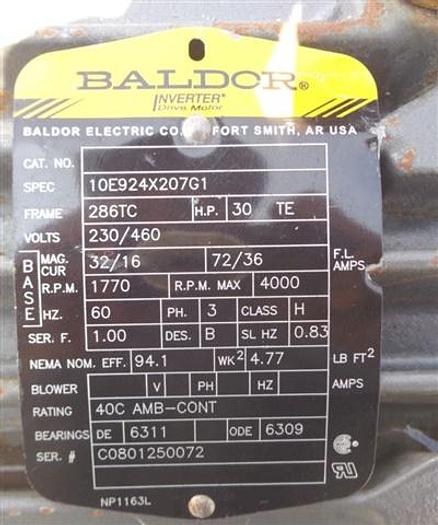 BALDOR®
INVERTER®
Drive Motor
BALDOR ELECTRIC CO. FORT SMITH, AR USA
CAT. NO.
SPEC 10E924X207G1
FRAME 286TC H.P. 30 TE
VOLTS 230/460
BASE
MAG. CUR 32/16 72/36 F.L. AMPS
R.P.M. 1770 R.P.M. MAX 4000
HZ. 60 PH. 3 CLASS H
SER. F. 1.00 DES. B SL HZ 0.83
NEMA NOM. EFF. 94.1 WK² 4.77 LB FT²
BLOWER V PH HZ AMPS
RATING 40C AMB-CONT
BEARINGS DE 6311 ODE 6309
SER. # C0801250072
NP1163L